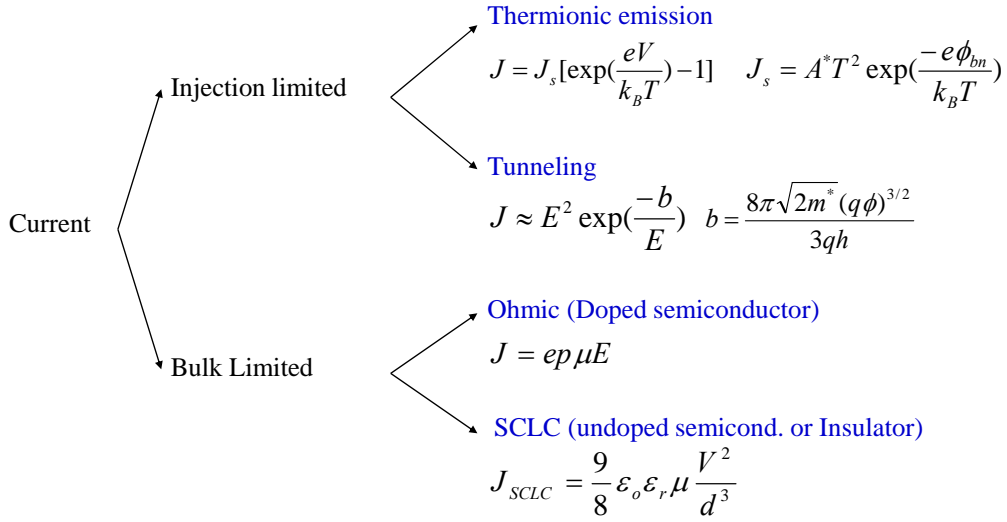 Thermionic emission
J = J_s[exp(eV/k_BT)−1] J_s = A^*T^2 exp(−eϕ_bn/k_BT)
Injection limited
Tunneling
J ≈ E^2 exp(−b/E) b = 8π√(2m^*)(qϕ)^{3/2}/3qh
Current
Ohmic (Doped semiconductor)
J = epμE
Bulk Limited
SCLC (undoped semicond. or Insulator)
J_SCLC = 9/8 ε_oε_rμ V^2/d^3